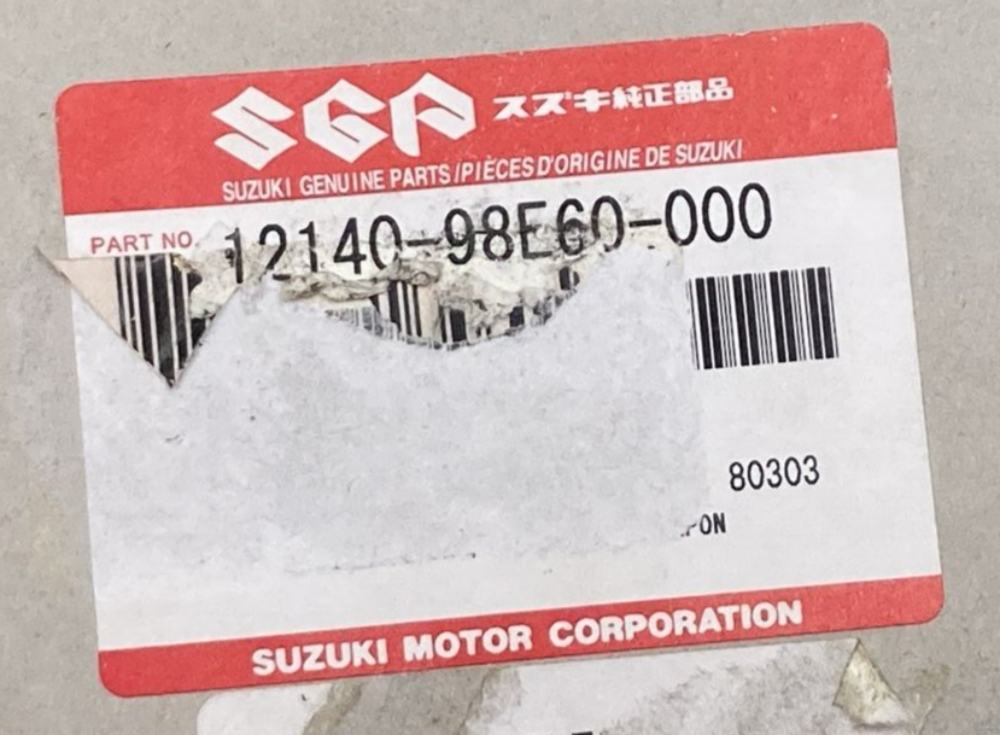 SGP スズキ純正部品
SUZUKI GENUINE PARTS/PIÈCES D'ORIGINE DE SUZUKI
PART NO. 12140-98E60-000
80303
SUZUKI MOTOR CORPORATION